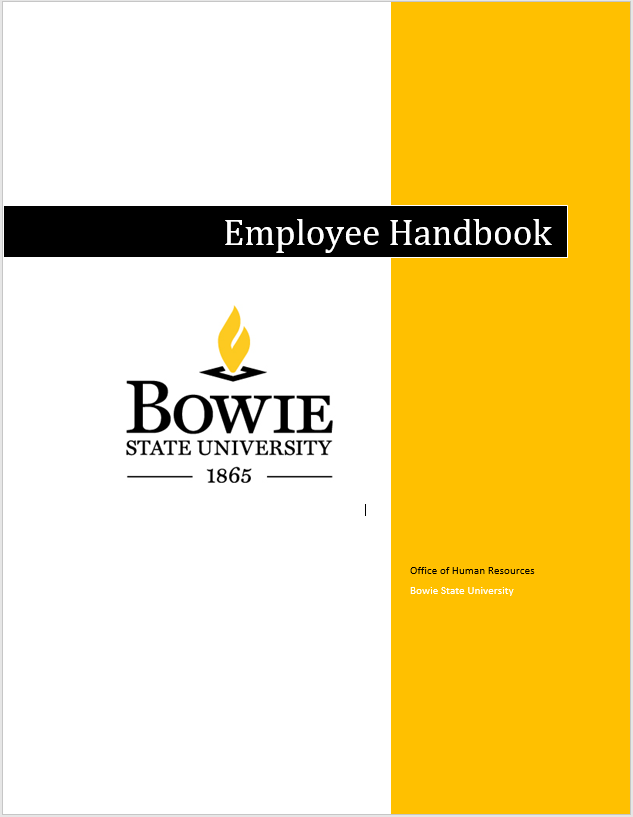 Employee Handbook
BOWIE
STATE UNIVERSITY
1865
Office of Human Resources
Bowie State University